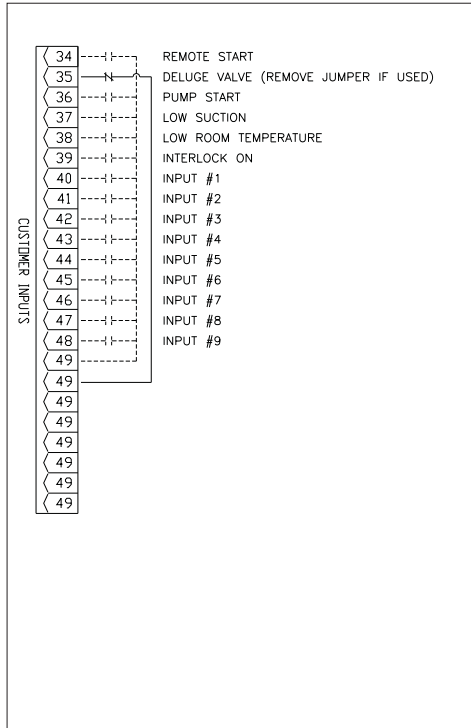 CUSTOMER INPUTS
34 REMOTE START
35 DELUGE VALVE (REMOVE JUMPER IF USED)
36 PUMP START
37 LOW SUCTION
38 LOW ROOM TEMPERATURE
39 INTERLOCK ON
40 INPUT #1
41 INPUT #2
42 INPUT #3
43 INPUT #4
44 INPUT #5
45 INPUT #6
46 INPUT #7
47 INPUT #8
48 INPUT #9
49
49
49
49
49
49
49
49